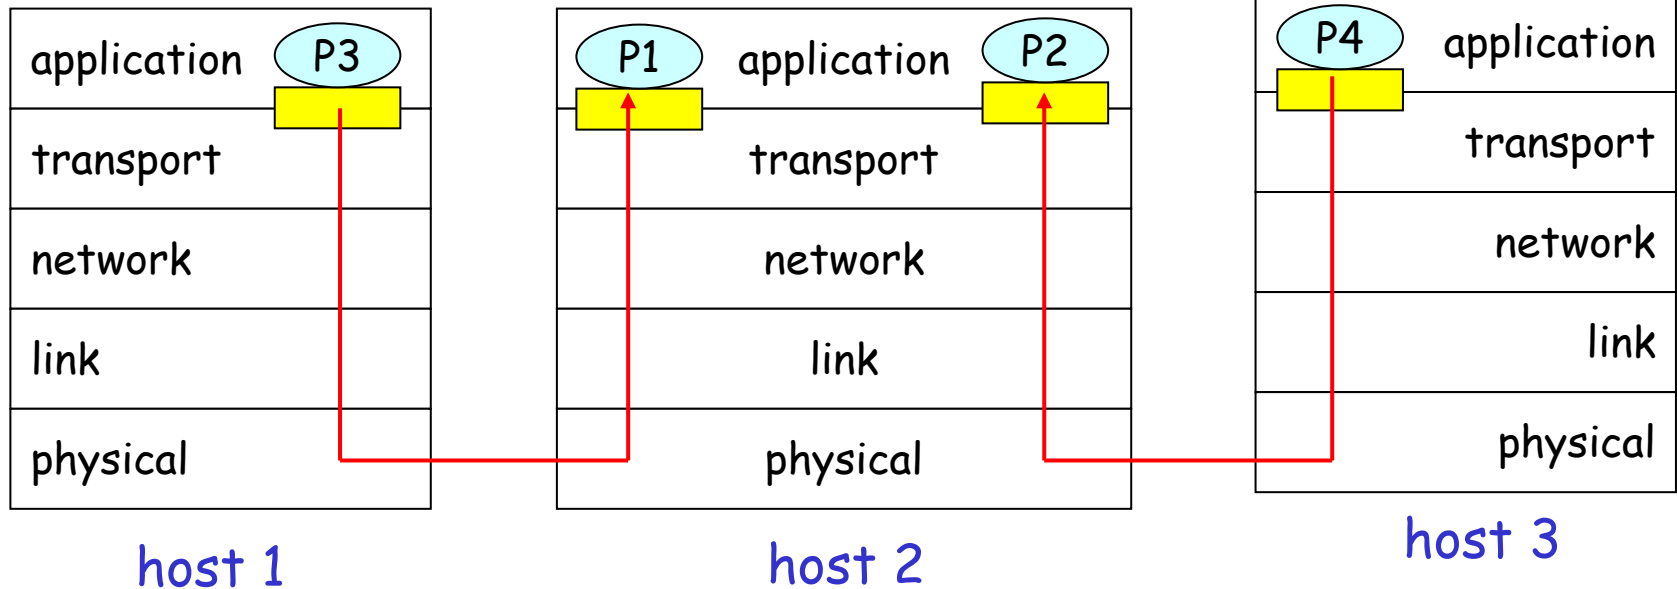 application P3
transport
network
link
physical
host 1
P1 application P2
transport
network
link
physical
host 2
P4 application
transport
network
link
physical
host 3